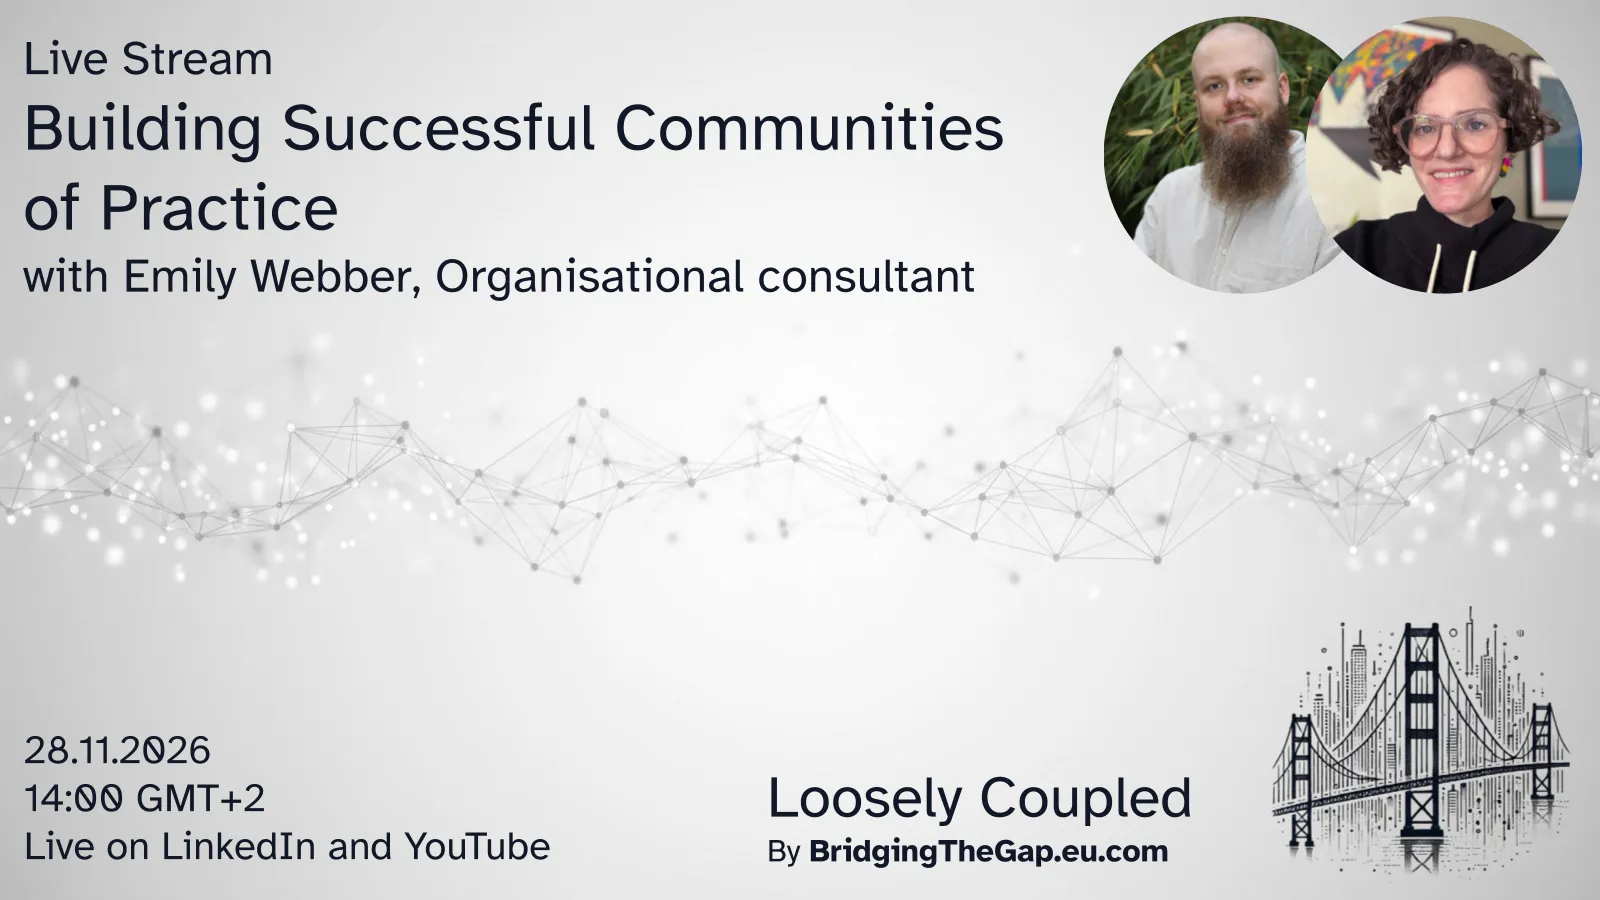 Live Stream
Building Successful Communities
of Practice
with Emily Webber, Organisational consultant
28.11.2026
14:00 GMT+2
Live on LinkedIn and YouTube
Loosely Coupled
By BridgingTheGap.eu.com